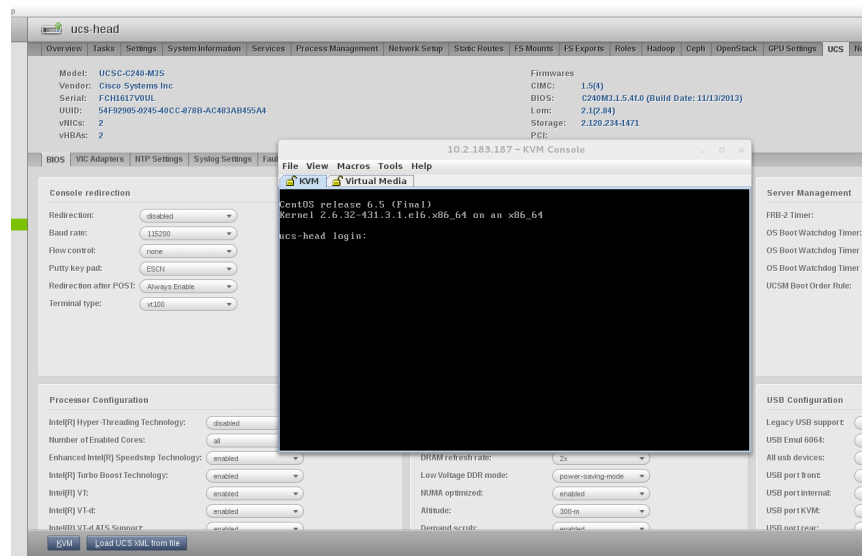 ucs-head
Overview Tasks Settings System Information Services Process Management Network Setup Static Routes FS Mounts FS Exports Roles Hadoop Ceph OpenStack GPU Settings UCS
Model: UCSC-C240-M3S
Vendor: Cisco Systems Inc
Serial: FCH1617V0UL
UUID: 54F92905-9245-40CC-878B-AC483AB455A4
vNICs: 2
vHBAs: 2
Firmwares
CIMC: 1.5(4)
BIOS: C240M3.1.5.4f.0 (Build Date: 11/13/2013)
Lom: 2.1(2.84)
Storage: 2.120.234-1471
PCI:
BIOS VIC Adapters NTP Settings Syslog Settings
10.2.183.187 - KVM Console
File View Macros Tools Help
KVM Virtual Media
CentOS release 6.5 (Final)
Kernel 2.6.32-431.3.1.el6.x86_64 on an x86_64
ucs-head login:
Console redirection
Redirection: disabled
Baud rate: 115200
Flow control: none
Putty key pad: ESCN
Redirection after POST: Always Enable
Terminal type: vt100
Server Management
FRB-2 Timer:
OS Boot Watchdog Timer:
OS Boot Watchdog Timer
OS Boot Watchdog Timer
UCSM Boot Order Rule:
Processor Configuration
Intel(R) Hyper-Threading Technology: disabled
Number of Enabled Cores: all
Enhanced Intel(R) Speedstep Technology: enabled
Intel(R) Turbo Boost Technology: enabled
Intel(R) VT: enabled
Intel(R) VT-d: enabled
Intel(R) VT-d ATS Support: enabled
DRAM refresh rate: 2x
Low Voltage DDR mode: power-saving-mode
NUMA optimized: enabled
Altitude: 300-m
Demand scrub: enabled
USB Configuration
Legacy USB support:
USB Emul 6064:
All usb devices:
USB port front:
USB port internal:
USB port KVM:
USB port rear:
KVM Load UCS XML from file